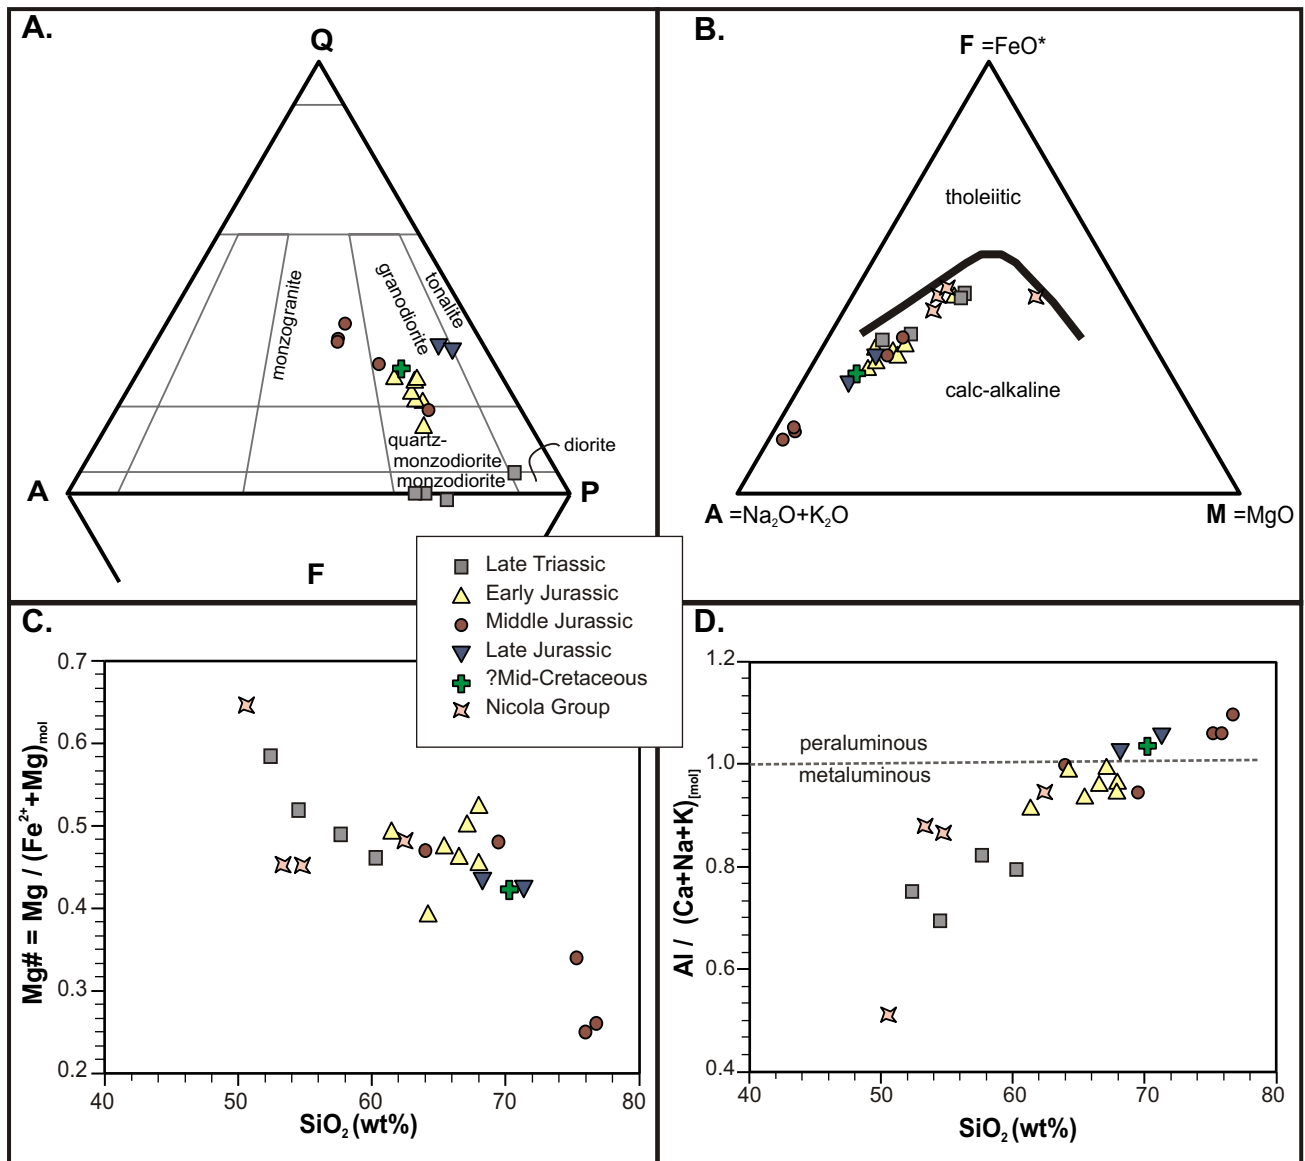 A.
Q
monzogranite
granodiorite
tonalite
quartz-
monzodiorite
monzodiorite
diorite
A
P
F
B.
F =FeO*
tholeiitic
calc-alkaline
A =Na₂O+K₂O
M =MgO
Late Triassic
Early Jurassic
Middle Jurassic
Late Jurassic
?Mid-Cretaceous
Nicola Group
C.
0.7
0.6
0.5
0.4
0.3
0.2
Mg# = Mg / (Fe²⁺+Mg)mol
40
50
60
70
80
SiO₂ (wt%)
D.
1.2
1.0
0.8
0.6
0.4
Al / (Ca+Na+K)[mol]
peraluminous
metaluminous
40
50
60
70
80
SiO₂ (wt%)